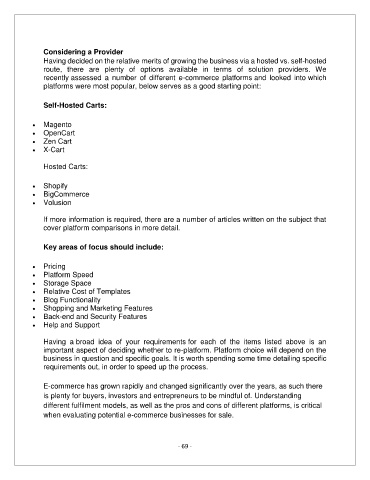 Considering a Provider
Having decided on the relative merits of growing the business via a hosted vs. self-hosted
route, there are plenty of options available in terms of solution providers. We
recently assessed a number of different e-commerce platforms and looked into which
platforms were most popular, below serves as a good starting point:
Self-Hosted Carts:
• Magento
• OpenCart
• Zen Cart
• X-Cart
Hosted Carts:
• Shopify
• BigCommerce
• Volusion
If more information is required, there are a number of articles written on the subject that
cover platform comparisons in more detail.
Key areas of focus should include:
• Pricing
• Platform Speed
• Storage Space
• Relative Cost of Templates
• Blog Functionality
• Shopping and Marketing Features
• Back-end and Security Features
• Help and Support
Having a broad idea of your requirements for each of the items listed above is an
important aspect of deciding whether to re-platform. Platform choice will depend on the
business in question and specific goals. It is worth spending some time detailing specific
requirements out, in order to speed up the process.
E-commerce has grown rapidly and changed significantly over the years, as such there
is plenty for buyers, investors and entrepreneurs to be mindful of. Understanding
different fulfilment models, as well as the pros and cons of different platforms, is critical
when evaluating potential e-commerce businesses for sale.
- 69 -